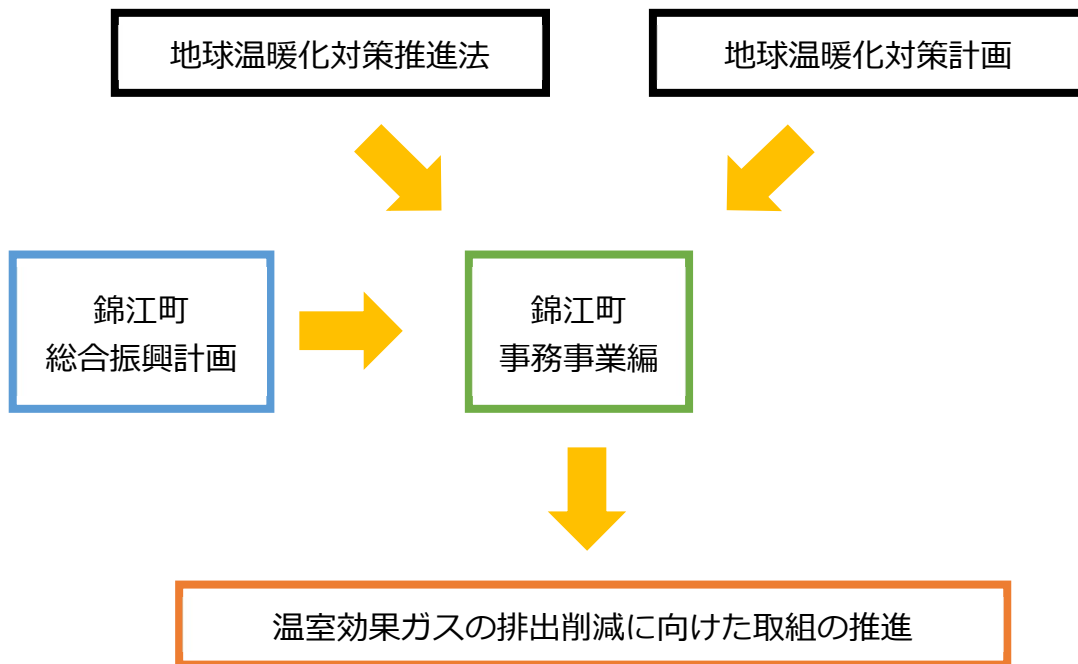 地球温暖化対策推進法
地球温暖化対策計画
錦江町
総合振興計画
錦江町
事務事業編
温室効果ガスの排出削減に向けた取組の推進